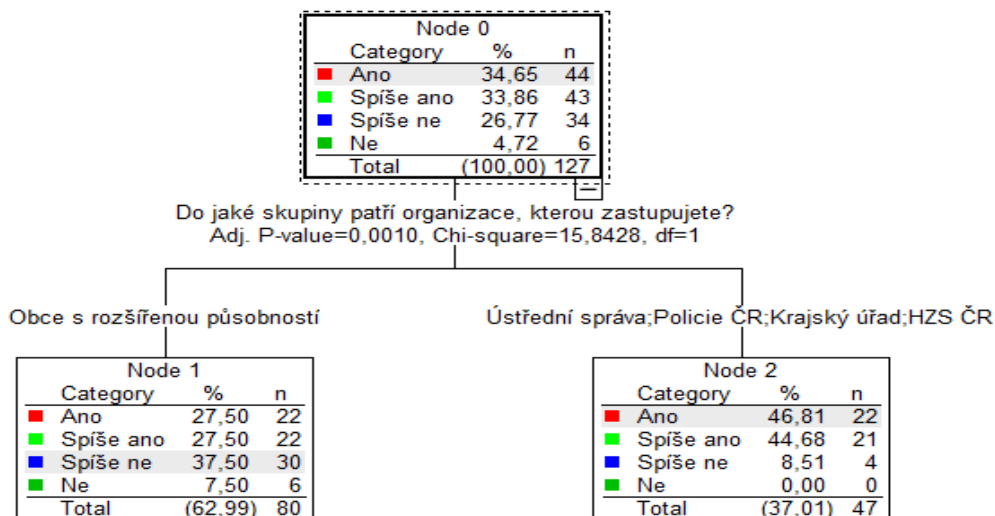 Node 0
Category % n
Ano 34,65 44
Spíše ano 33,86 43
Spíše ne 26,77 34
Ne 4,72 6
Total (100,00) 127
Do jaké skupiny patří organizace, kterou zastupujete?
Adj. P-value=0,0010, Chi-square=15,8428, df=1
Obce s rozšířenou působností
Ústřední správa;Policie ČR;Krajský úřad;HZS ČR
Node 1
Category % n
Ano 27,50 22
Spíše ano 27,50 22
Spíše ne 37,50 30
Ne 7,50 6
Total (62,99) 80
Node 2
Category % n
Ano 46,81 22
Spíše ano 44,68 21
Spíše ne 8,51 4
Ne 0,00 0
Total (37,01) 47